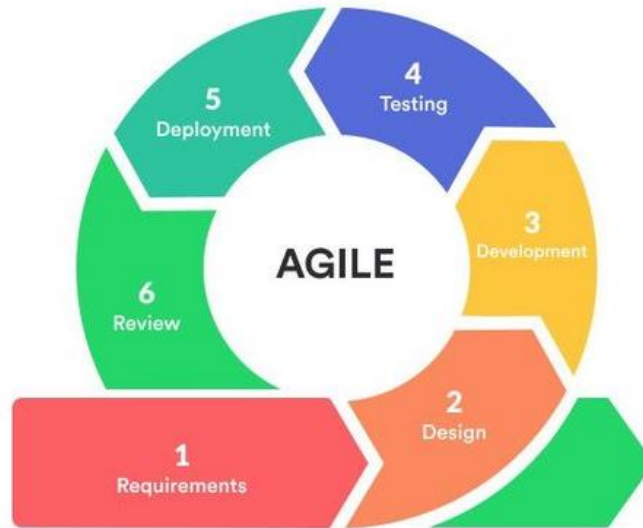 AGILE
1
Requirements
2
Design
3
Development
4
Testing
5
Deployment
6
Review